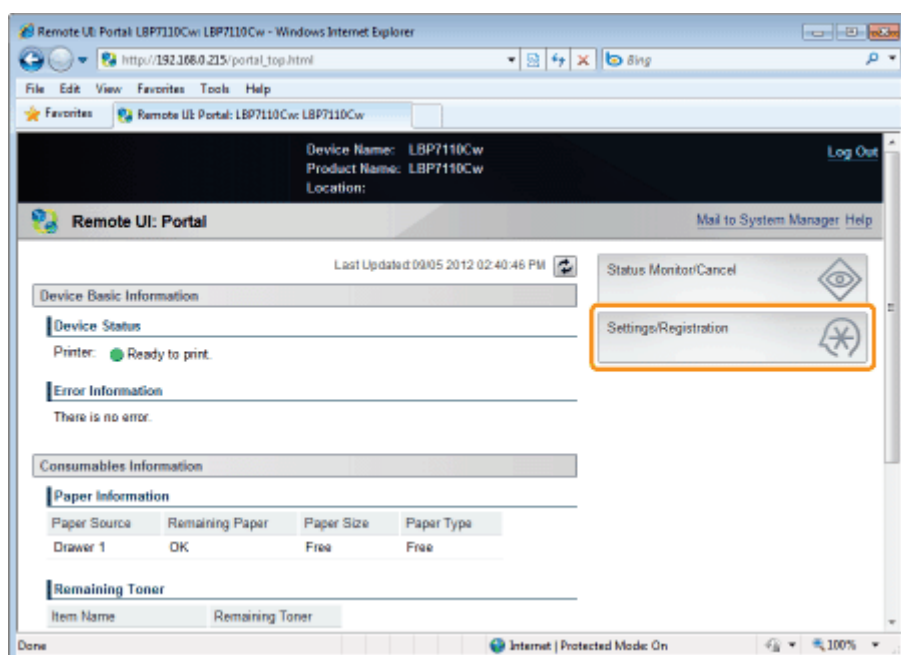 Remote UI: Portal: LBP7110Cw: LBP7110Cw - Windows Internet Explorer
http://192.168.0.215/portal_top.html
Bing
File Edit View Favorites Tools Help
Favorites Remote UI: Portal: LBP7110Cw: LBP7110Cw
Device Name: LBP7110Cw
Product Name: LBP7110Cw
Location:
Log Out
Remote UI: Portal
Mail to System Manager Help
Last Updated:09/05 2012 02:40:46 PM
Status Monitor/Cancel
Device Basic Information
Settings/Registration
Device Status
Printer: Ready to print.
Error Information
There is no error.
Consumables Information
Paper Information
Paper Source Remaining Paper Paper Size Paper Type
Drawer 1 OK Free Free
Remaining Toner
Item Name Remaining Toner
Done Internet | Protected Mode: On 100%